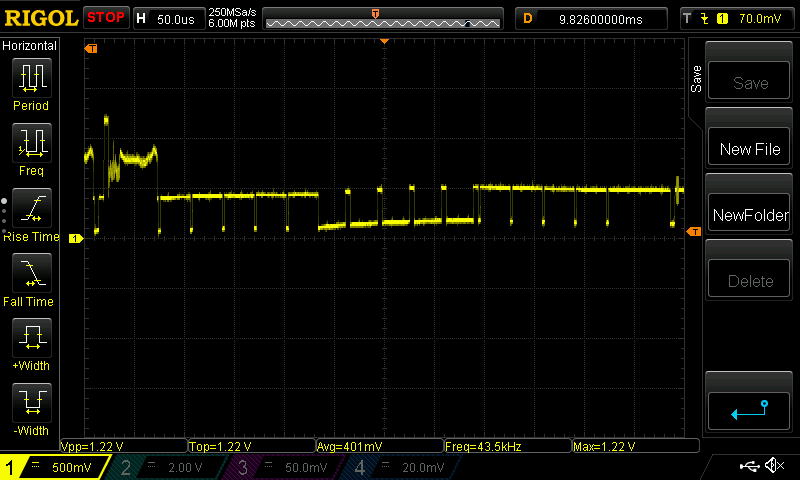 RIGOL STOP H 50.0us 250MSa/s 6.00M pts T D 9.82600000ms T 1 70.0mV
Horizontal
Period
Freq
Rise Time
Fall Time
+Width
-Width
T
1
T
Vpp=1.22 V Top=1.22 V Avg=401mV Freq=43.5kHz Max=1.22 V
1 500mV 2 2.00 V 3 50.0mV 4 20.0mV
Save
Save
New File
NewFolder
Delete